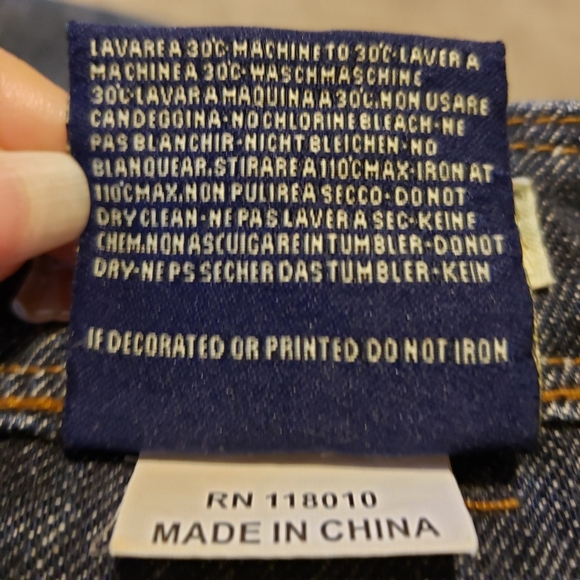 LAVARE A 30°C·MACHINE TO 30°C·LAVER A
MACHINE A 30°C·WASCHMASCHINE
30°C·LAVAR A MAQUINA A 30°C.NON USARE
CANDEGGINA·NO CHLORINE BLEACH·NE
PAS BLANCHIR·NICHT BLEICHEN·NO
BLANQUEAR.STIRARE A 110°C MAX·IRON AT
110°C MAX.NON PULIRE A SECCO·DO NOT
DRY CLEAN·NE PAS LAVER A SEC·KEINE
CHEM.NON ASCUIGARE IN TUMBLER·DO NOT
DRY·NE PS SECHER DAS TUMBLER·KEIN
IF DECORATED OR PRINTED DO NOT IRON
RN 118010
MADE IN CHINA